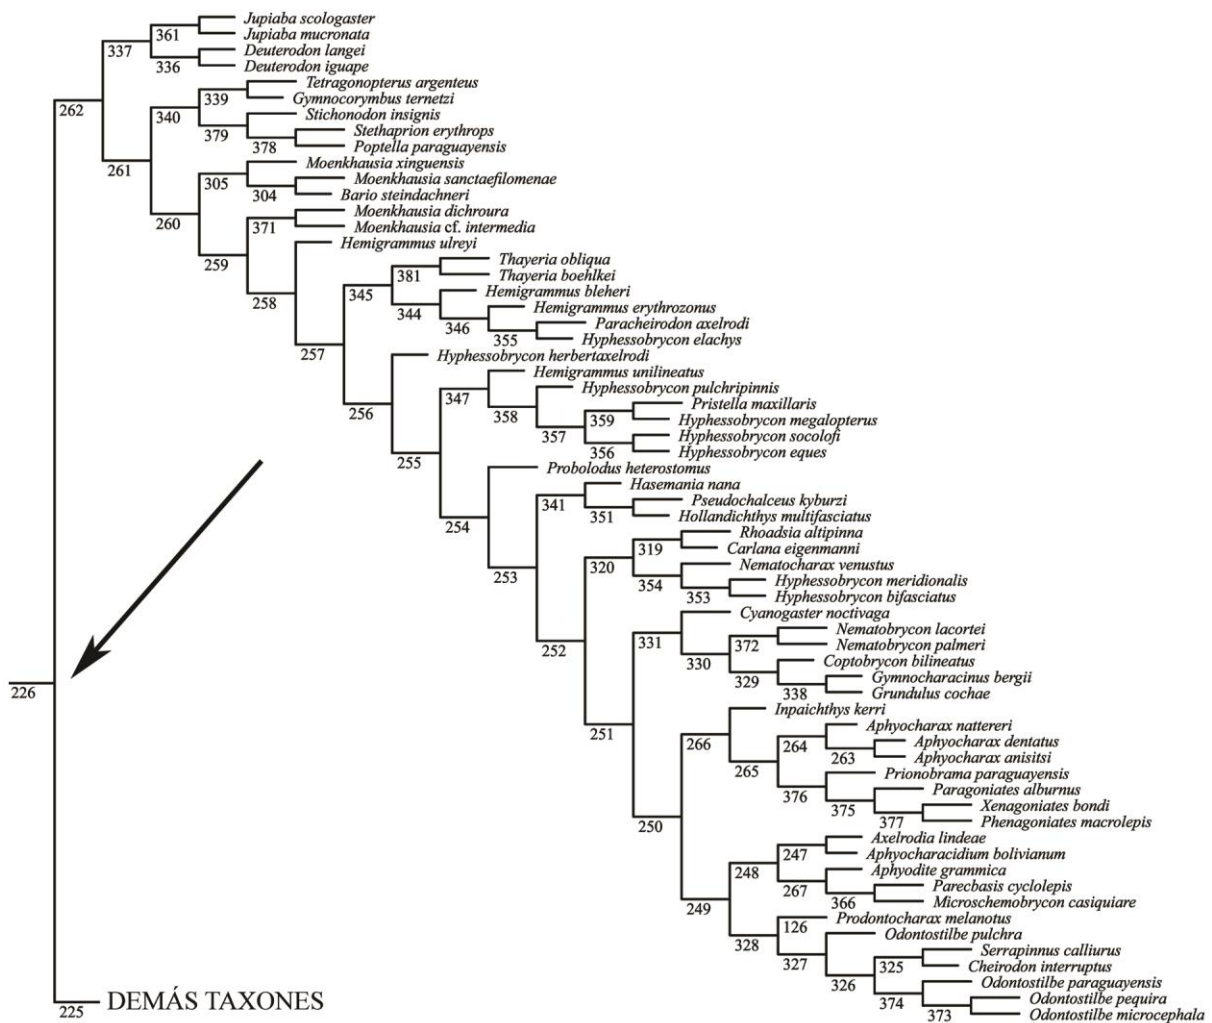 Jupiaba scologaster
361
Jupiaba mucronata
337
Deuterodon langei
336
Deuterodon iguape
Tetragonopterus argenteus
339
Gymnocorymbus ternetzi
262
340
Stichonodon insignis
379
Stethaprion erythrops
378
Poptella paraguayensis
261
Moenkhausia xinguensis
305
Moenkhausia sanctaefilomenae
304
Bario steindachneri
260
Moenkhausia dichroura
371
Moenkhausia cf. intermedia
259
Hemigrammus ulreyi
Thayeria obliqua
381
Thayeria boehlkei
258
345
Hemigrammus bleheri
344
Hemigrammus erythrozonus
346
Paracheirodon axelrodi
355
Hyphessobrycon elachys
257
Hyphessobrycon herbertaxelrodi
Hemigrammus unilineatus
347
Hyphessobrycon pulchripinnis
256
358
Pristella maxillaris
359
Hyphessobrycon megalopterus
357
Hyphessobrycon socolofi
356
Hyphessobrycon eques
255
Probolodus heterostomus
Hasemania nana
341
Pseudochalceus kyburzi
351
Hollandichthys multifasciatus
254
Rhoadsia altipinna
319
Carlana eigenmanni
253
320
Nematocharax venustus
354
Hyphessobrycon meridionalis
353
Hyphessobrycon bifasciatus
Cyanogaster noctivaga
252
331
Nematobrycon lacortei
372
Nematobrycon palmeri
330
Coptobrycon bilineatus
329
Gymnocharacinus bergii
338
Grundulus cochae
226
Inpaichthys kerri
251
266
Aphyocharax nattereri
264
Aphyocharax dentatus
263
Aphyocharax anisitsi
265
Prionobrama paraguayensis
376
Paragoniates alburnus
375
Xenagoniates bondi
377
Phenagoniates macrolepis
250
Axelrodia lindeae
247
Aphyocharacidium bolivianum
248
Aphyodite grammica
267
Parecbasis cyclolepis
366
Microschemobrycon casiquiare
249
Prodontocharax melanotus
126
Odontostilbe pulchra
328
Serrapinnus calliurus
327
325
Cheirodon interruptus
326
Odontostilbe paraguayensis
374
Odontostilbe pequira
373
Odontostilbe microcephala
225
DEMÁS TAXONES